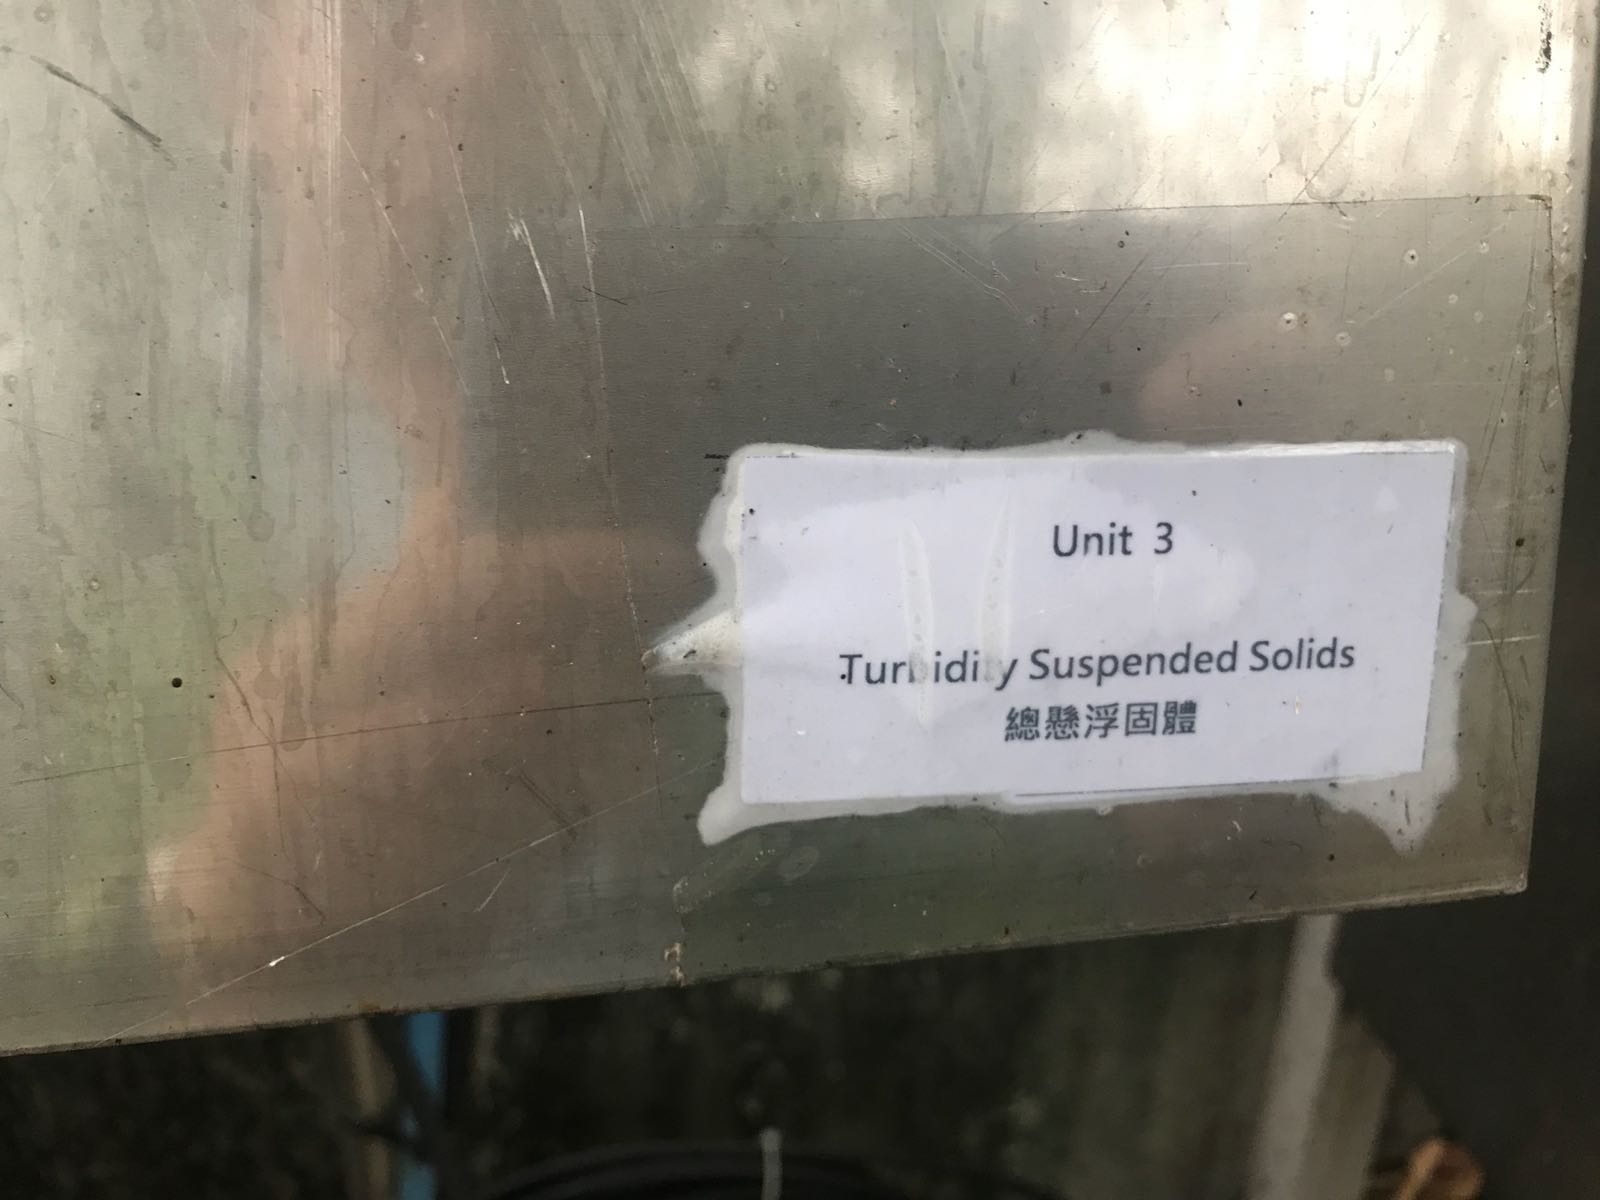 Unit 3
Turbidity Suspended Solids
總懸浮固體